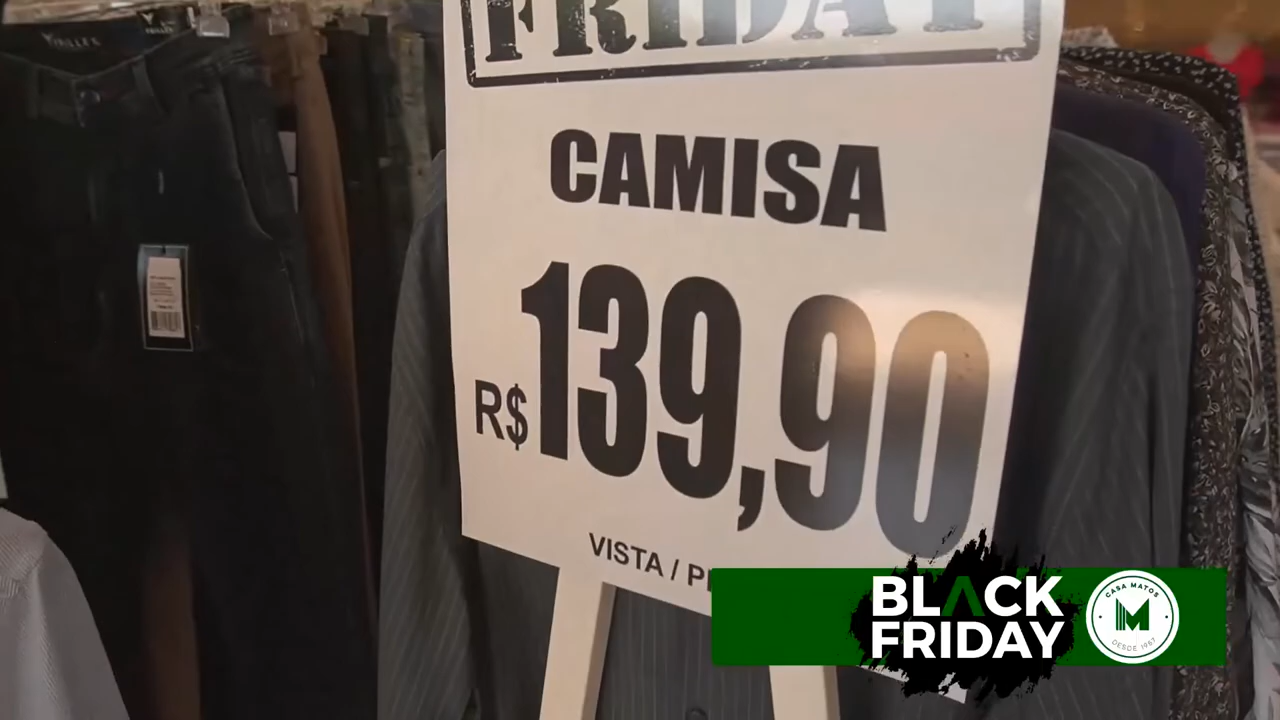 FRIDAY
CAMISA
R$ 139,90
VISTA / P
BLACK
FRIDAY
CASA MATOS
M
DESDE 1957